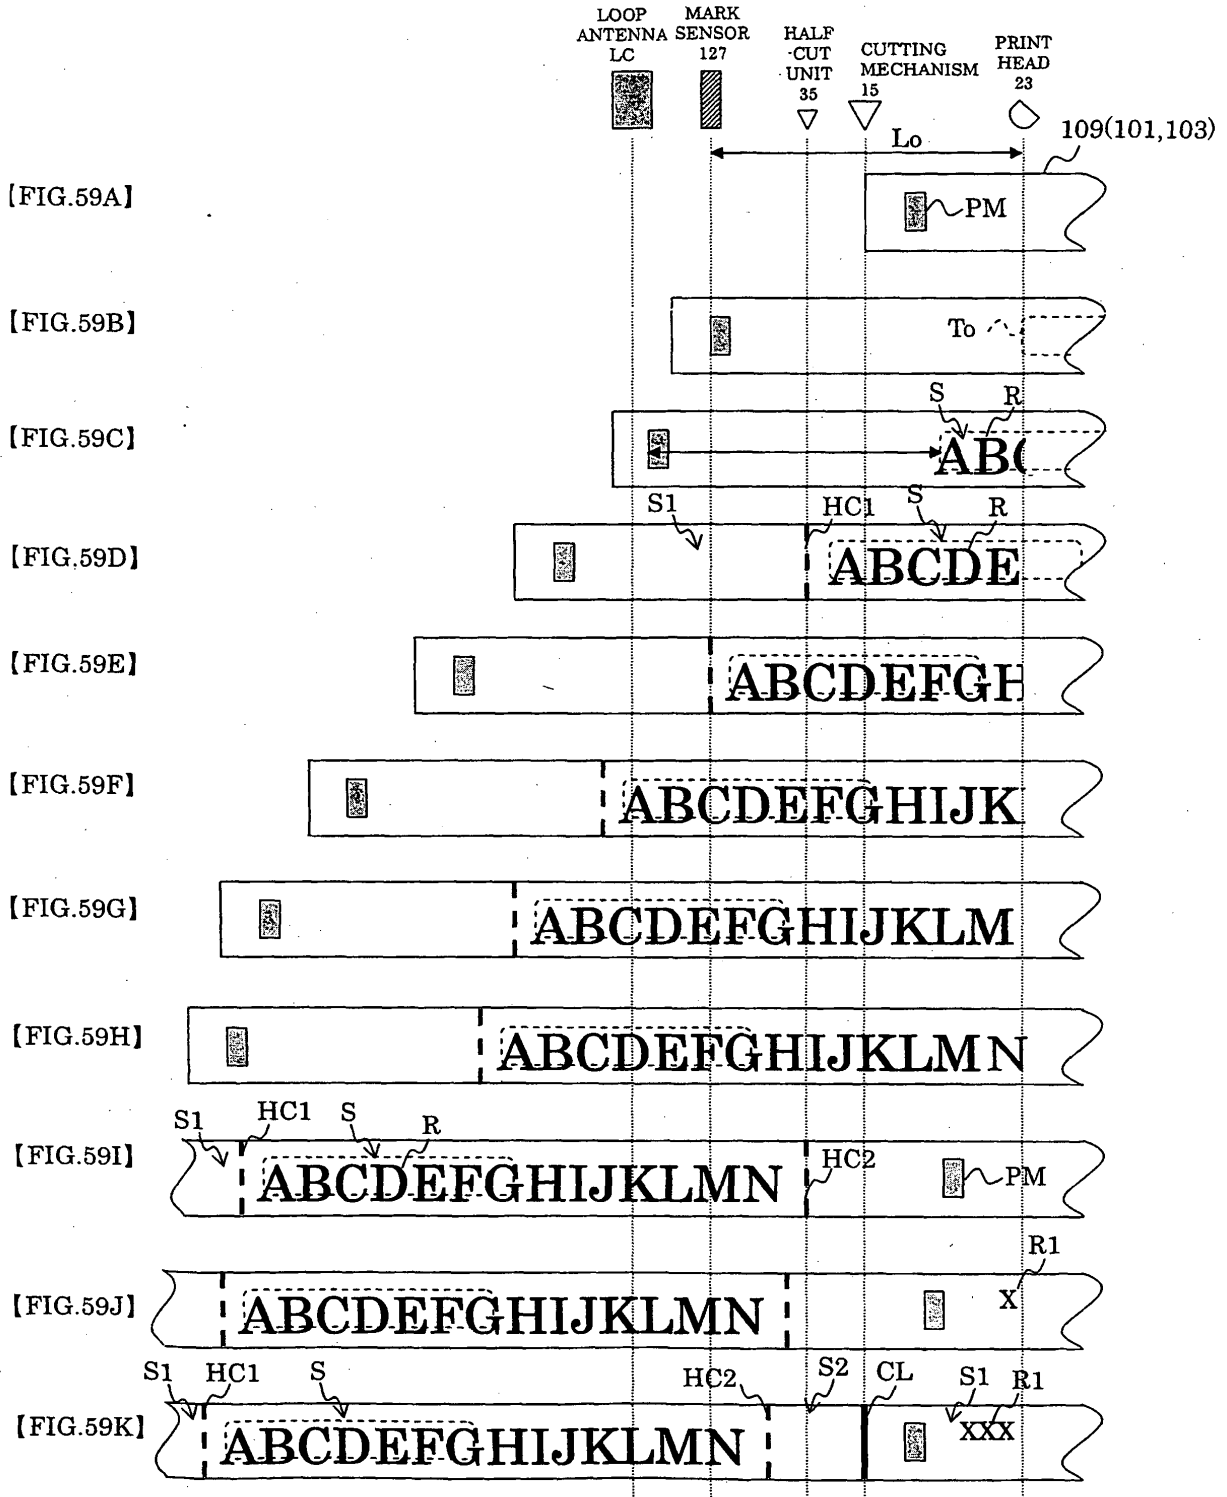 LOOP
ANTENNA
LC
MARK
SENSOR
127
HALF
-CUT
UNIT
35
CUTTING
MECHANISM
15
PRINT
HEAD
23
Lo
109(101,103)
[FIG.59A]
PM
[FIG.59B]
To
[FIG.59C]
S
R
ABC
[FIG.59D]
S1
HC1
S
R
ABCDE
[FIG.59E]
ABCDEFGH
[FIG.59F]
ABCDEFGHIJK
[FIG.59G]
ABCDEFGHIJKLM
[FIG.59H]
ABCDEFGHIJKLMN
[FIG.59I]
S1
HC1
S
R
ABCDEFGHIJKLMN
HC2
PM
[FIG.59J]
ABCDEFGHIJKLMN
R1
X
[FIG.59K]
S1
HC1
S
HC2
S2
CL
S1
R1
ABCDEFGHIJKLMN
XXX